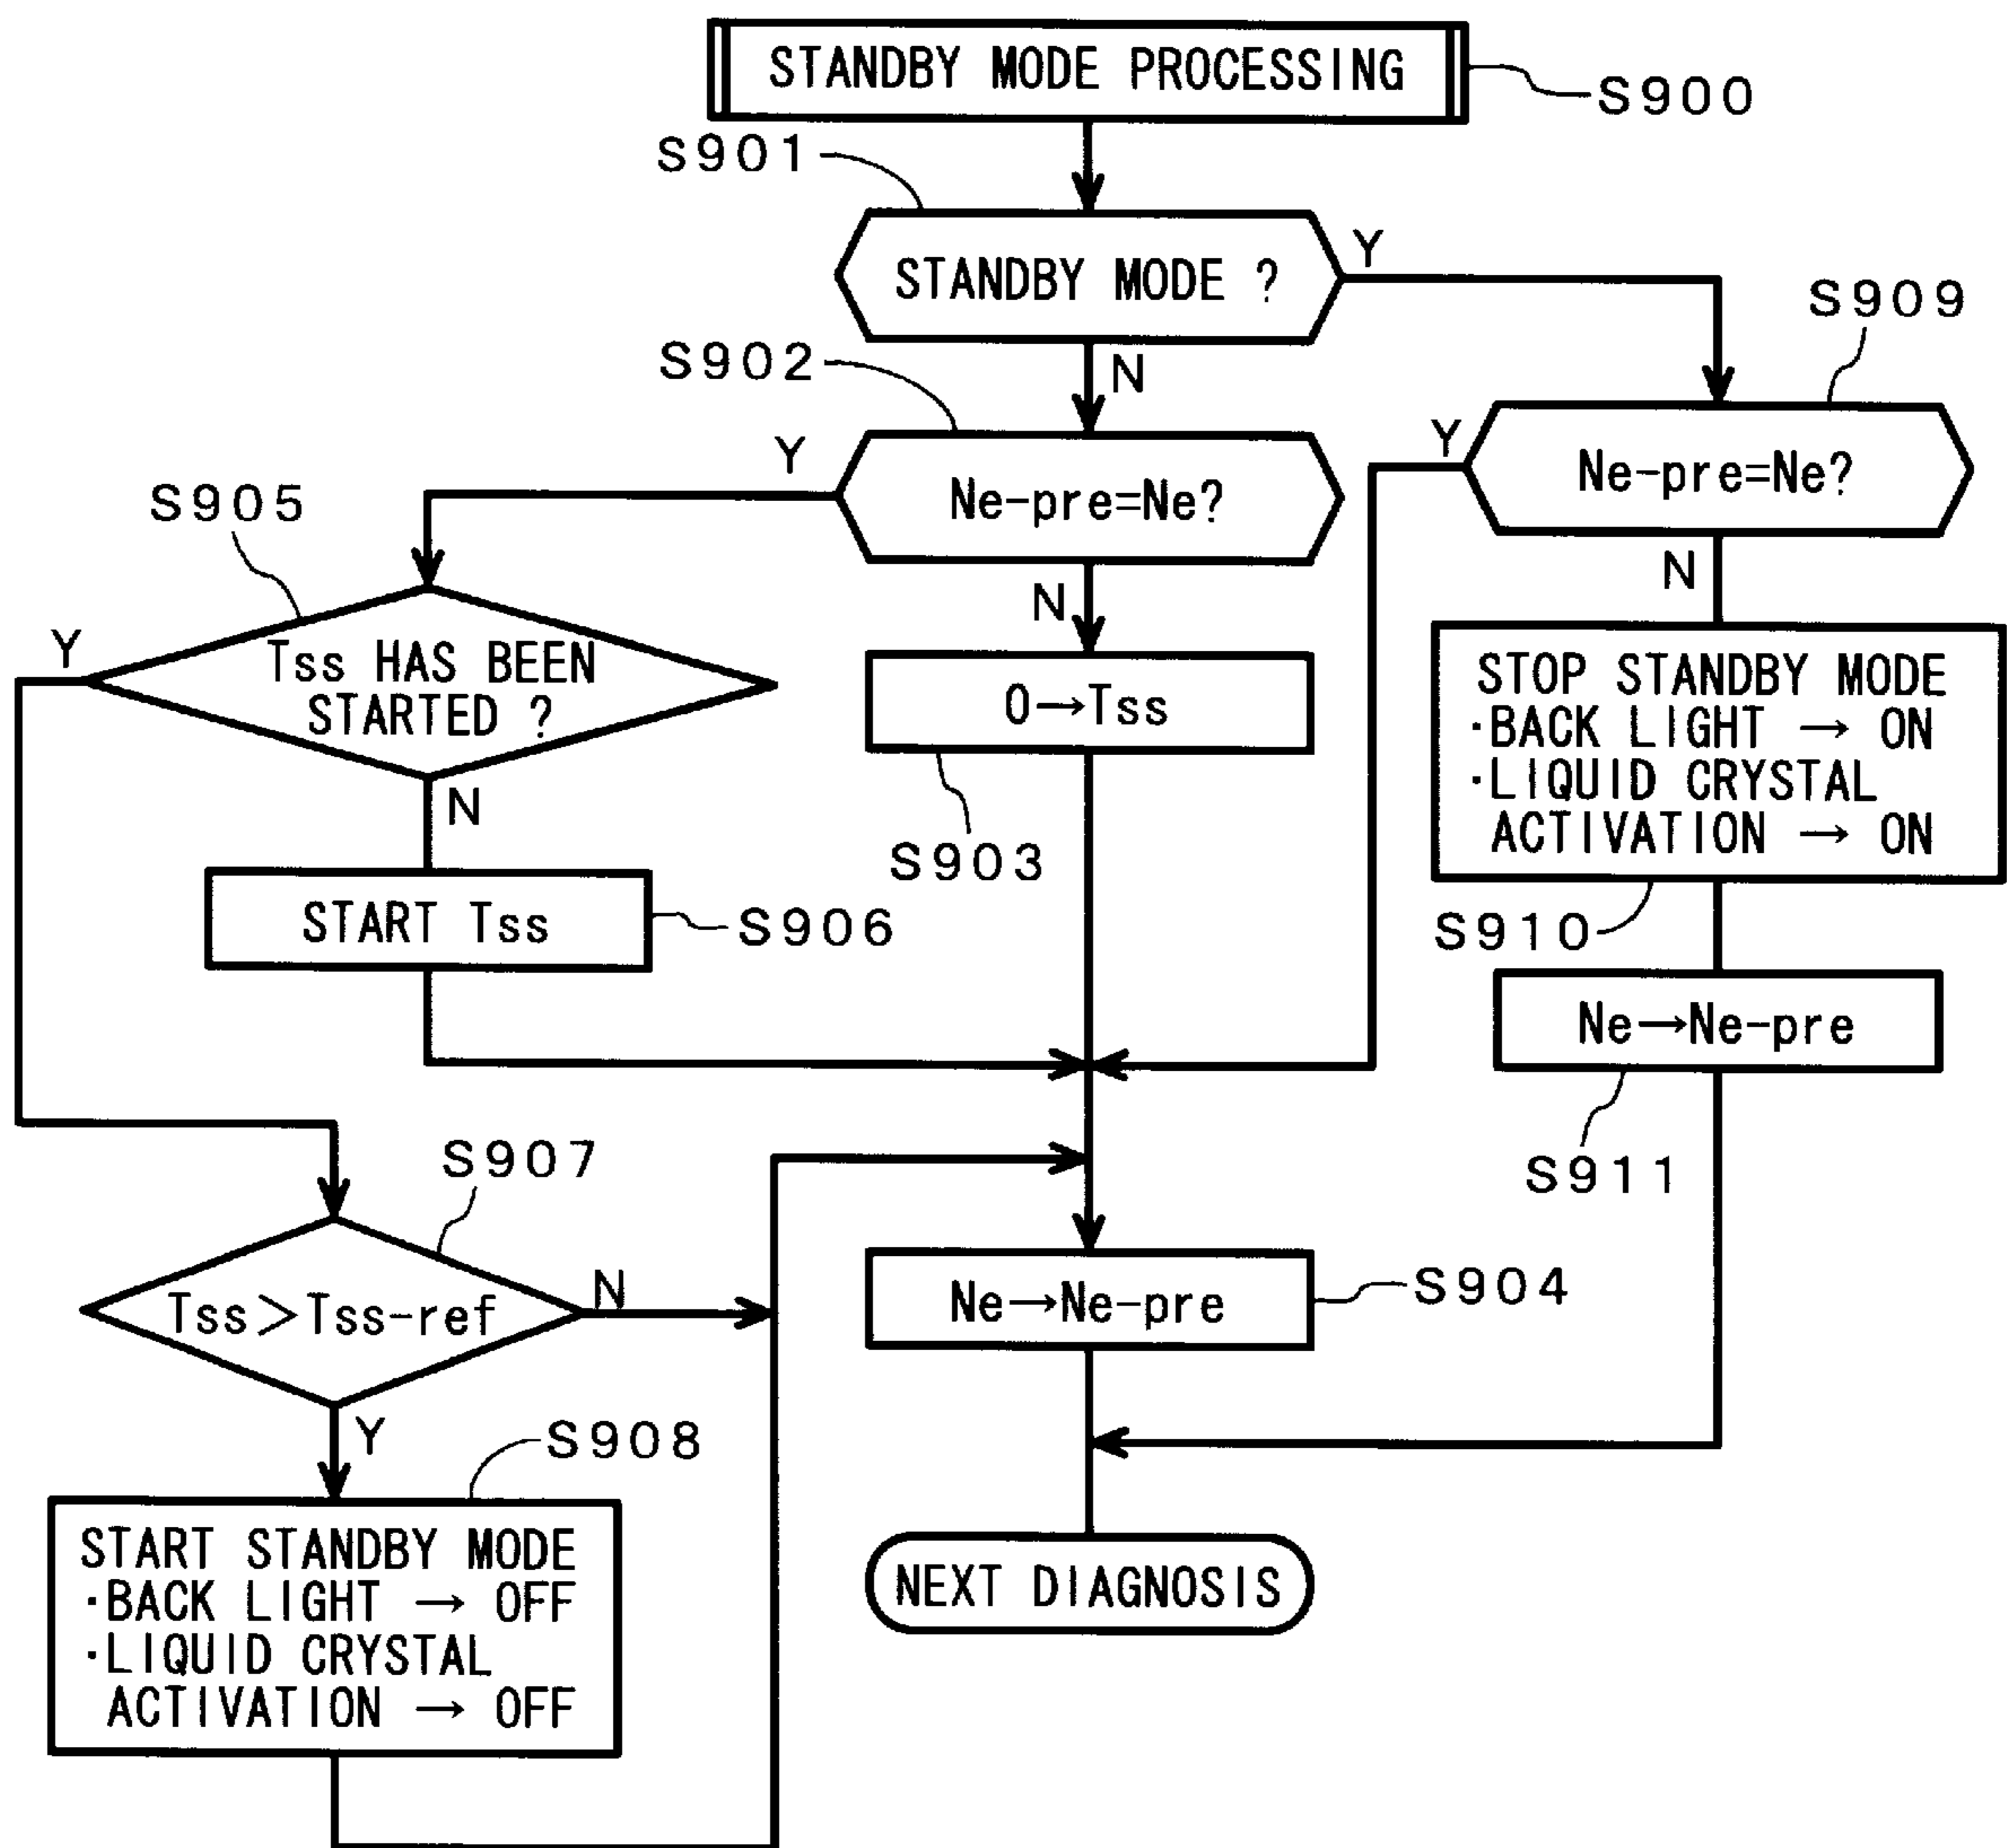 STANDBY MODE PROCESSING
S900
S901
STANDBY MODE ?
Y
N
S902
S909
Ne-pre=Ne?
Y
N
Ne-pre=Ne?
Y
N
S905
Tss HAS BEEN
STARTED ?
Y
N
0→Tss
S903
STOP STANDBY MODE
·BACK LIGHT → ON
·LIQUID CRYSTAL
ACTIVATION → ON
S910
START Tss
S906
Ne→Ne-pre
S911
S907
Tss>Tss-ref
N
Y
Ne→Ne-pre
S904
S908
START STANDBY MODE
·BACK LIGHT → OFF
·LIQUID CRYSTAL
ACTIVATION → OFF
NEXT DIAGNOSIS